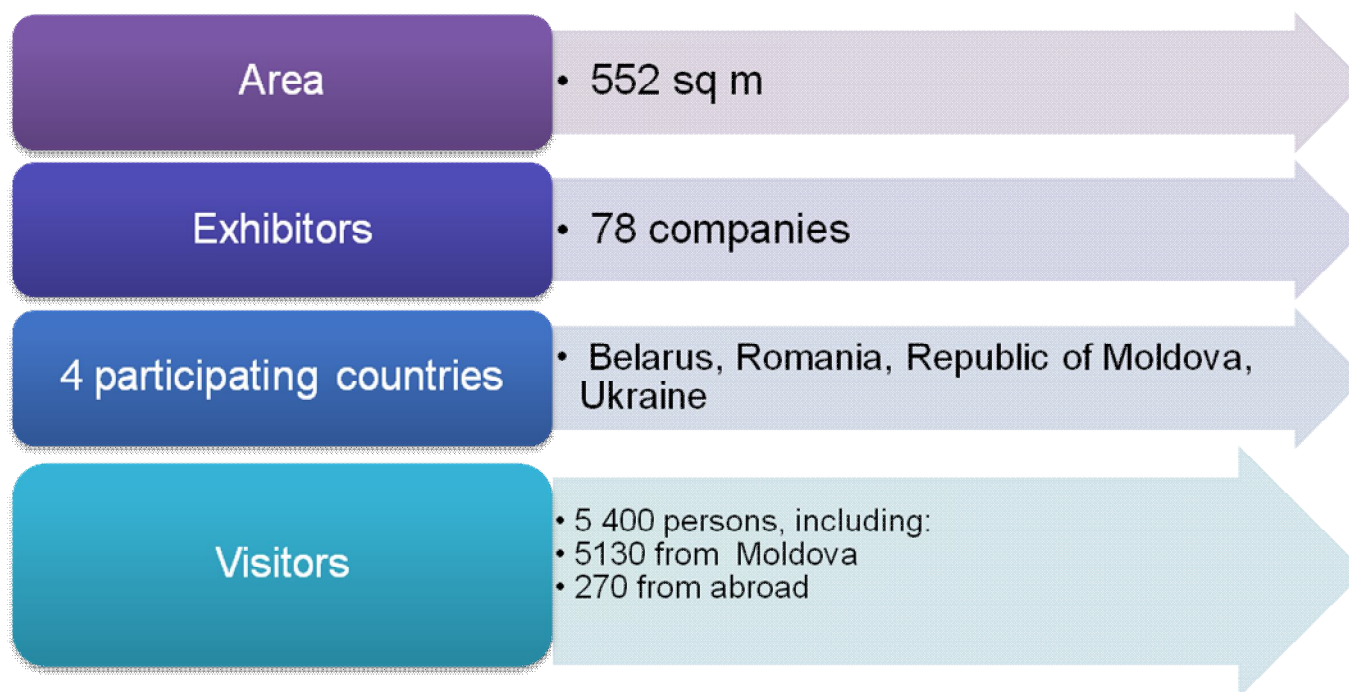 Area
• 552 sq m
Exhibitors
• 78 companies
4 participating countries
• Belarus, Romania, Republic of Moldova,
Ukraine
Visitors
• 5 400 persons, including:
• 5130 from Moldova
• 270 from abroad